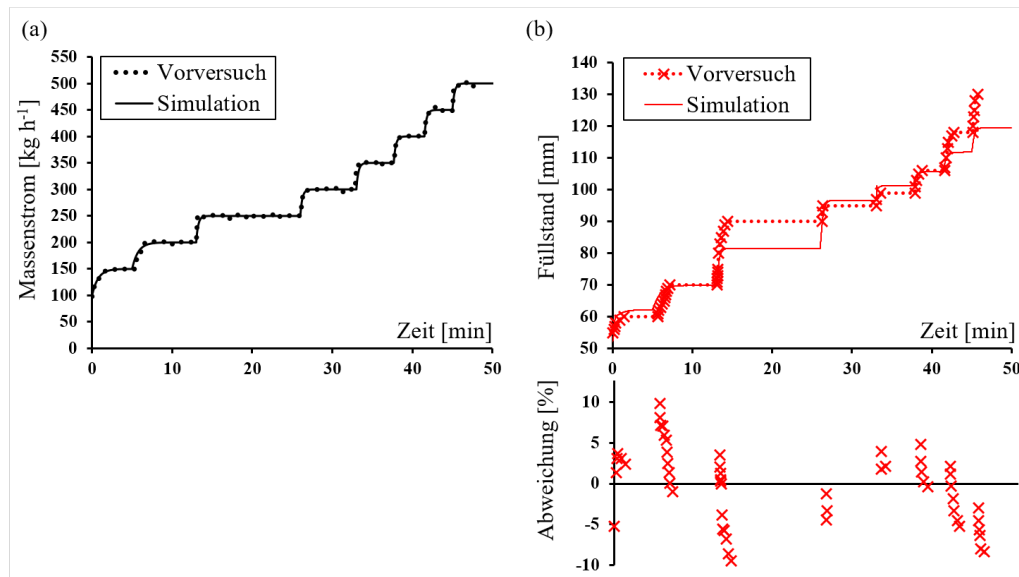 (a)
Massenstrom [kg h⁻¹]
550
500
450
400
350
300
250
200
150
100
50
0
Vorversuch
Simulation
Zeit [min]
0 10 20 30 40 50
(b)
Füllstand [mm]
140
130
120
110
100
90
80
70
60
50
Vorversuch
Simulation
Zeit [min]
0 10 20 30 40 50
Abweichung [%]
10
5
0
-5
-10